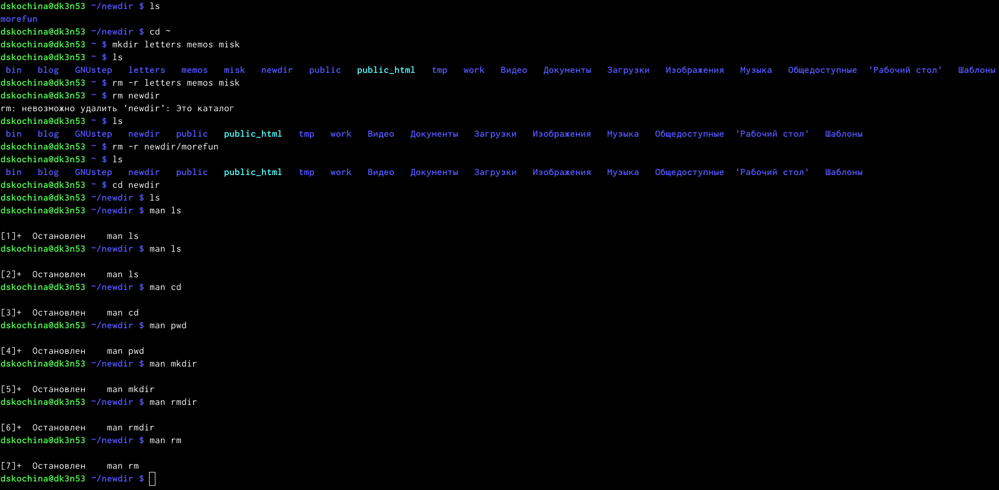 dskochina@dk3n53 ~/newdir $ ls
morefun
dskochina@dk3n53 ~/newdir $ cd ~
dskochina@dk3n53 ~ $ mkdir letters memos misk
dskochina@dk3n53 ~ $ ls
bin blog GNUstep letters memos misk newdir public public_html tmp work Видео Документы Загрузки Изображения Музыка Общедоступные 'Рабочий стол' Шаблоны
dskochina@dk3n53 ~ $ rm -r letters memos misk
dskochina@dk3n53 ~ $ rm newdir
rm: невозможно удалить 'newdir': Это каталог
dskochina@dk3n53 ~ $ ls
bin blog GNUstep newdir public public_html tmp work Видео Документы Загрузки Изображения Музыка Общедоступные 'Рабочий стол' Шаблоны
dskochina@dk3n53 ~ $ rm -r newdir/morefun
dskochina@dk3n53 ~ $ ls
bin blog GNUstep newdir public public_html tmp work Видео Документы Загрузки Изображения Музыка Общедоступные 'Рабочий стол' Шаблоны
dskochina@dk3n53 ~ $ cd newdir
dskochina@dk3n53 ~/newdir $ ls
dskochina@dk3n53 ~/newdir $ man ls
[1]+ Остановлен man ls
dskochina@dk3n53 ~/newdir $ man ls
[2]+ Остановлен man ls
dskochina@dk3n53 ~/newdir $ man cd
[3]+ Остановлен man cd
dskochina@dk3n53 ~/newdir $ man pwd
[4]+ Остановлен man pwd
dskochina@dk3n53 ~/newdir $ man mkdir
[5]+ Остановлен man mkdir
dskochina@dk3n53 ~/newdir $ man rmdir
[6]+ Остановлен man rmdir
dskochina@dk3n53 ~/newdir $ man rm
[7]+ Остановлен man rm
dskochina@dk3n53 ~/newdir $